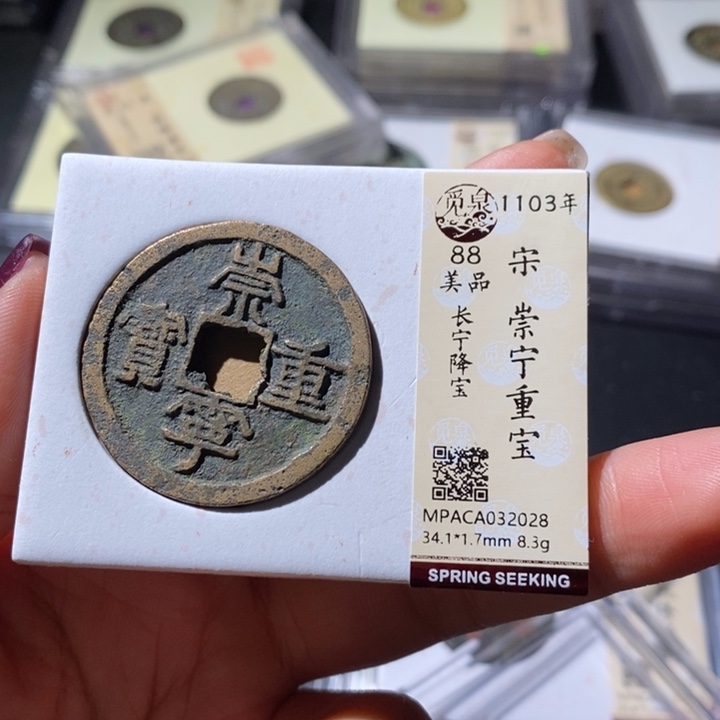 崇
重
寧
寶
觅泉
1103年
88
美品
长宁降宝
宋 崇宁重宝
MPACA032028
34.1*1.7mm 8.3g
SPRING SEEKING